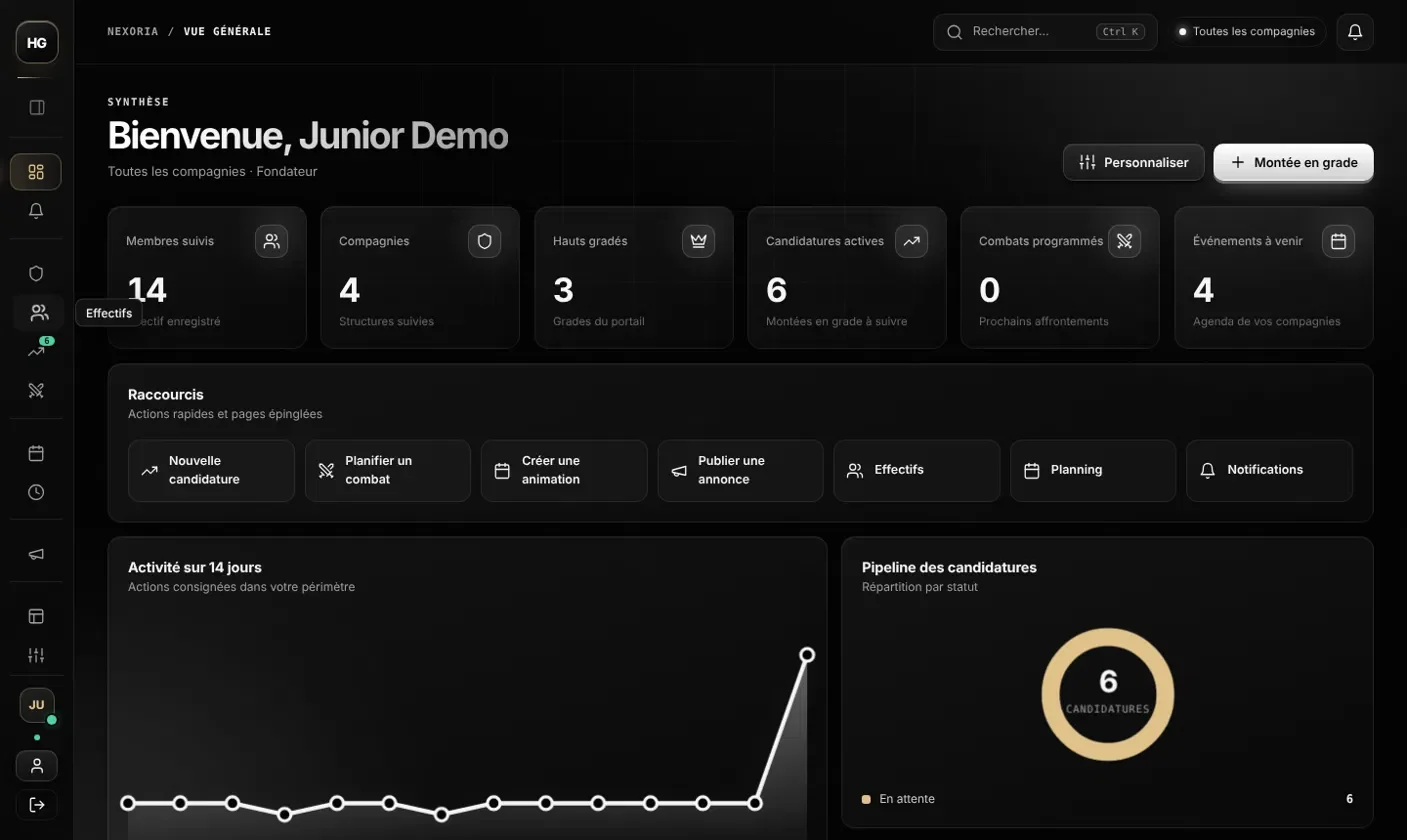 HG
NEXORIA / VUE GÉNÉRALE
Rechercher...
Ctrl K
Toutes les compagnies
SYNTHÈSE
Bienvenue, Junior Demo
Toutes les compagnies · Fondateur
Personnaliser
Montée en grade
Membres suivis
Compagnies
Hauts gradés
Candidatures actives
Combats programmés
Événements à venir
14
4
3
6
0
4
enregistré
Structures suivies
Grades du portail
Montées en grade à suivre
Prochains affrontements
Agenda de vos compagnies
Effectifs
6
Raccourcis
Actions rapides et pages épinglées
Nouvelle
candidature
Planifier un
combat
Créer une
animation
Publier une
annonce
Effectifs
Planning
Notifications
Activité sur 14 jours
Actions consignées dans votre périmètre
Pipeline des candidatures
Répartition par statut
6
CANDIDATURES
En attente
6
JU